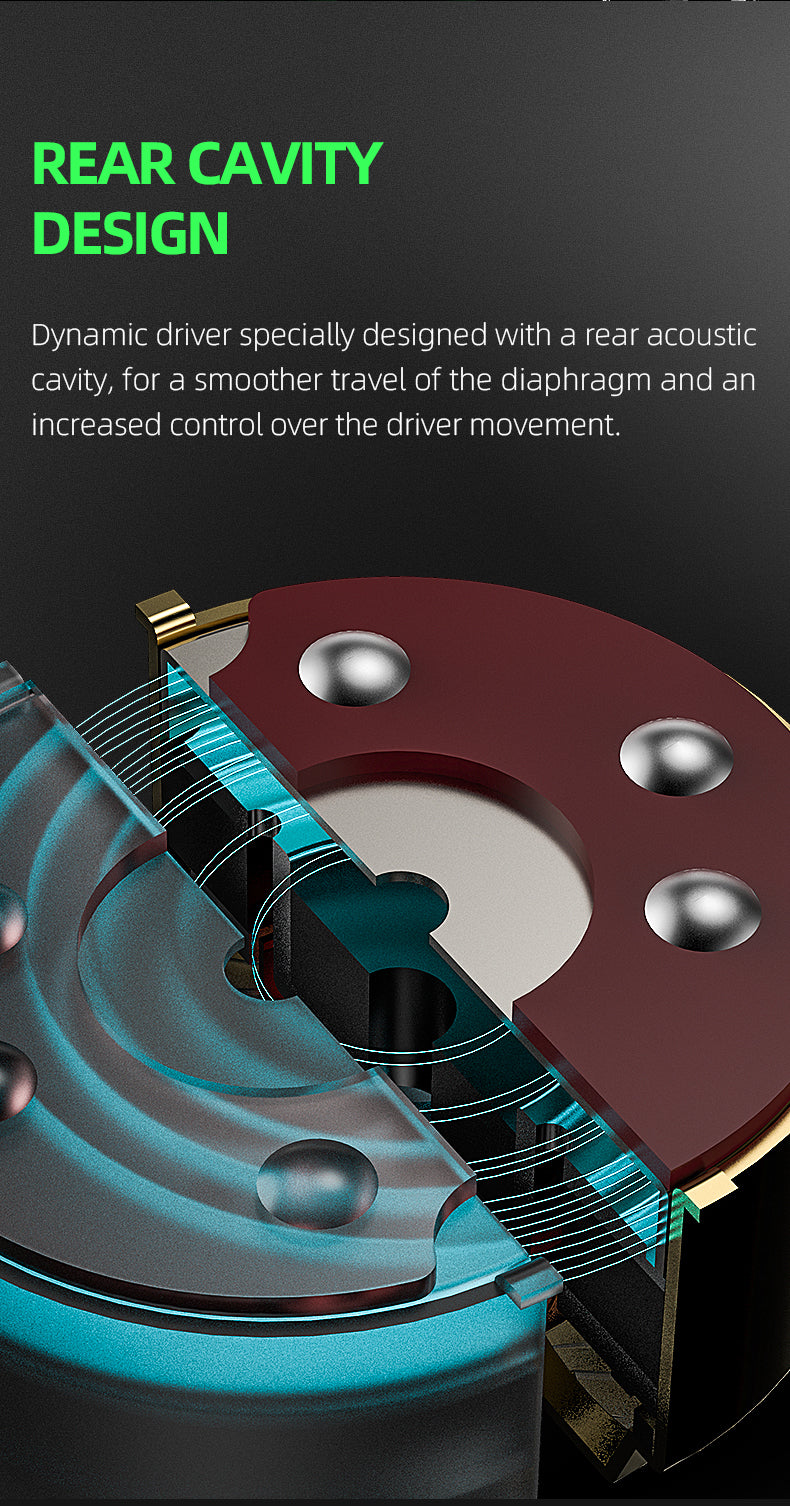 REAR CAVITY
DESIGN
Dynamic driver specially designed with a rear acoustic
cavity, for a smoother travel of the diaphragm and an
increased control over the driver movement.